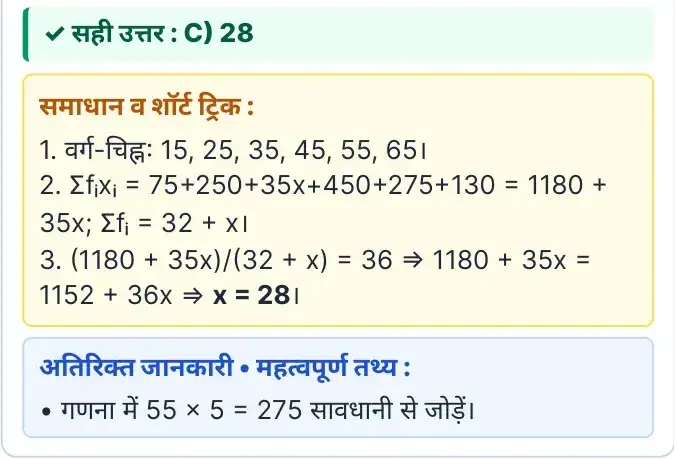 ✓ सही उत्तर : C) 28
समाधान व शॉर्ट ट्रिक :
1. वर्ग-चिह्न: 15, 25, 35, 45, 55, 65।
2. Σfᵢxᵢ = 75+250+35x+450+275+130 = 1180 +
35x; Σfᵢ = 32 + x।
3. (1180 + 35x)/(32 + x) = 36 ⇒ 1180 + 35x =
1152 + 36x ⇒ x = 28।
अतिरिक्त जानकारी • महत्वपूर्ण तथ्य :
• गणना में 55 × 5 = 275 सावधानी से जोड़ें।